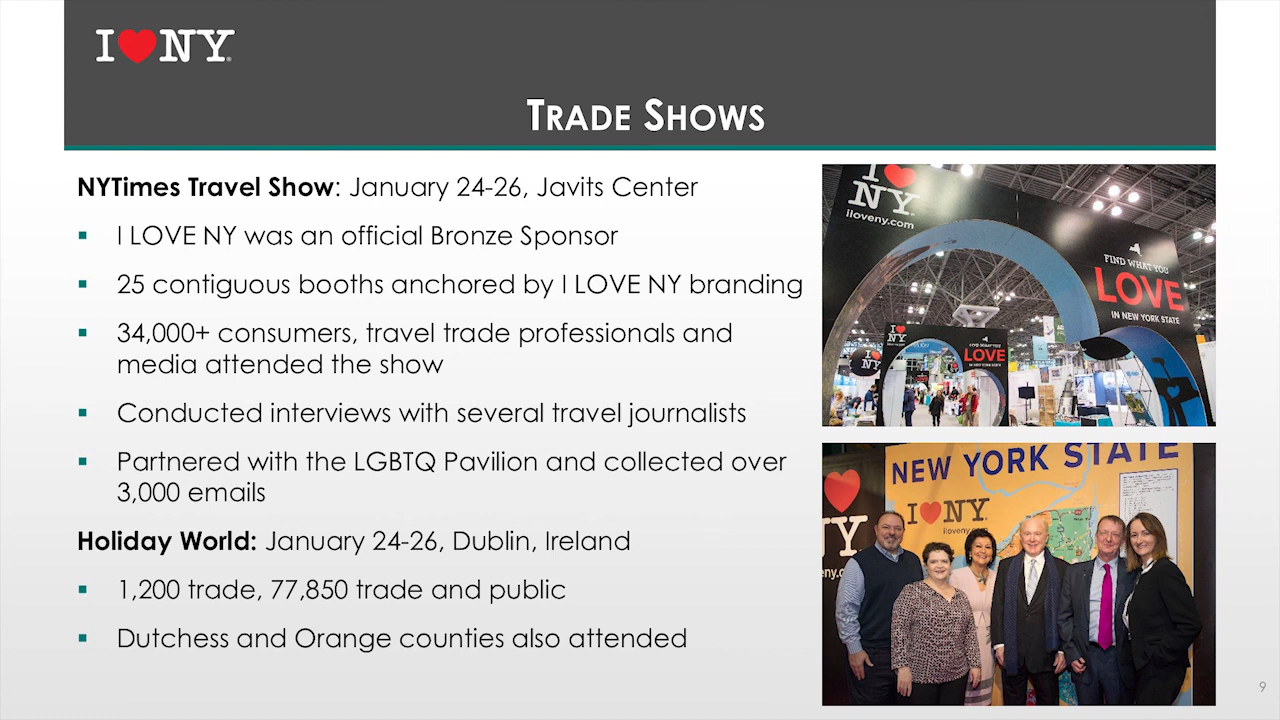 I ❤ NY®
TRADE SHOWS
NYTimes Travel Show: January 24-26, Javits Center
▪ I LOVE NY was an official Bronze Sponsor
▪ 25 contiguous booths anchored by I LOVE NY branding
▪ 34,000+ consumers, travel trade professionals and
media attended the show
▪ Conducted interviews with several travel journalists
▪ Partnered with the LGBTQ Pavilion and collected over
3,000 emails
Holiday World: January 24-26, Dublin, Ireland
▪ 1,200 trade, 77,850 trade and public
▪ Dutchess and Orange counties also attended
I ❤ NY
iloveny.com
FIND WHAT YOU
LOVE
IN NEW YORK STATE
I ❤ NY
LOVE
NEW YORK STATE
I ❤ NY
iloveny.com
9